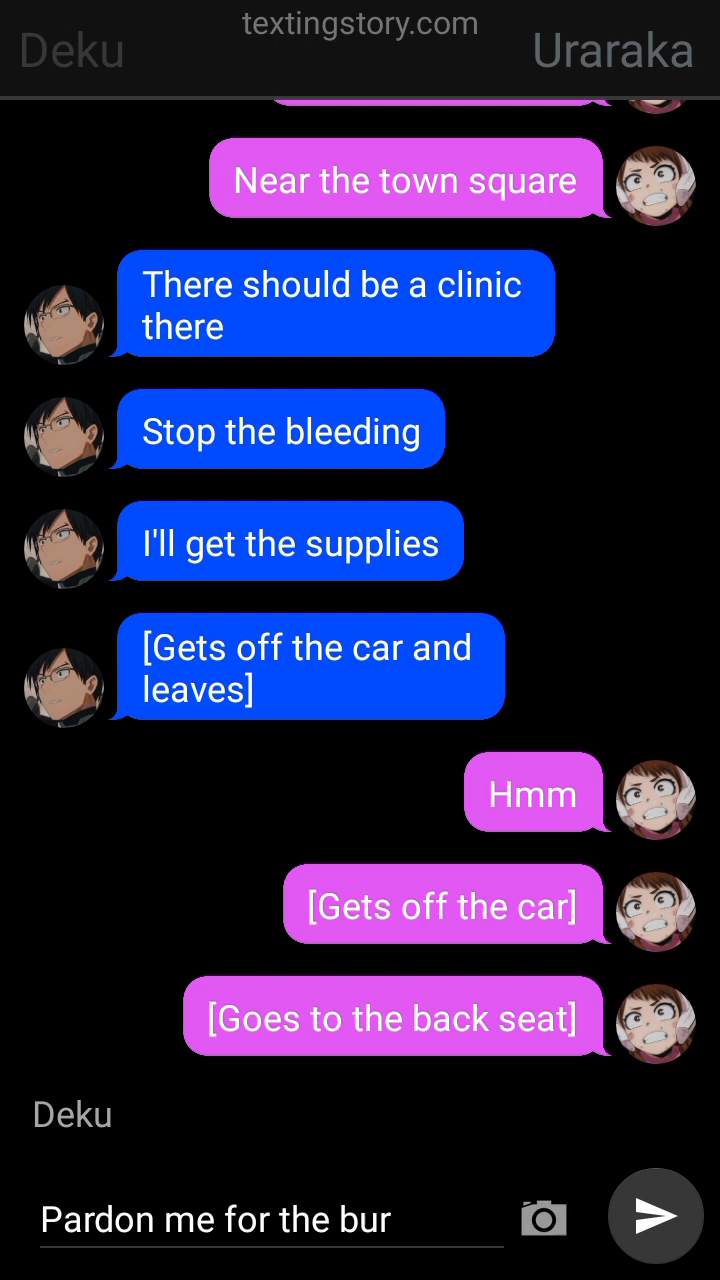 textingstory.com
Deku
Uraraka
Near the town square
There should be a clinic
there
Stop the bleeding
I'll get the supplies
[Gets off the car and
leaves]
Hmm
[Gets off the car]
[Goes to the back seat]
Deku
Pardon me for the bur